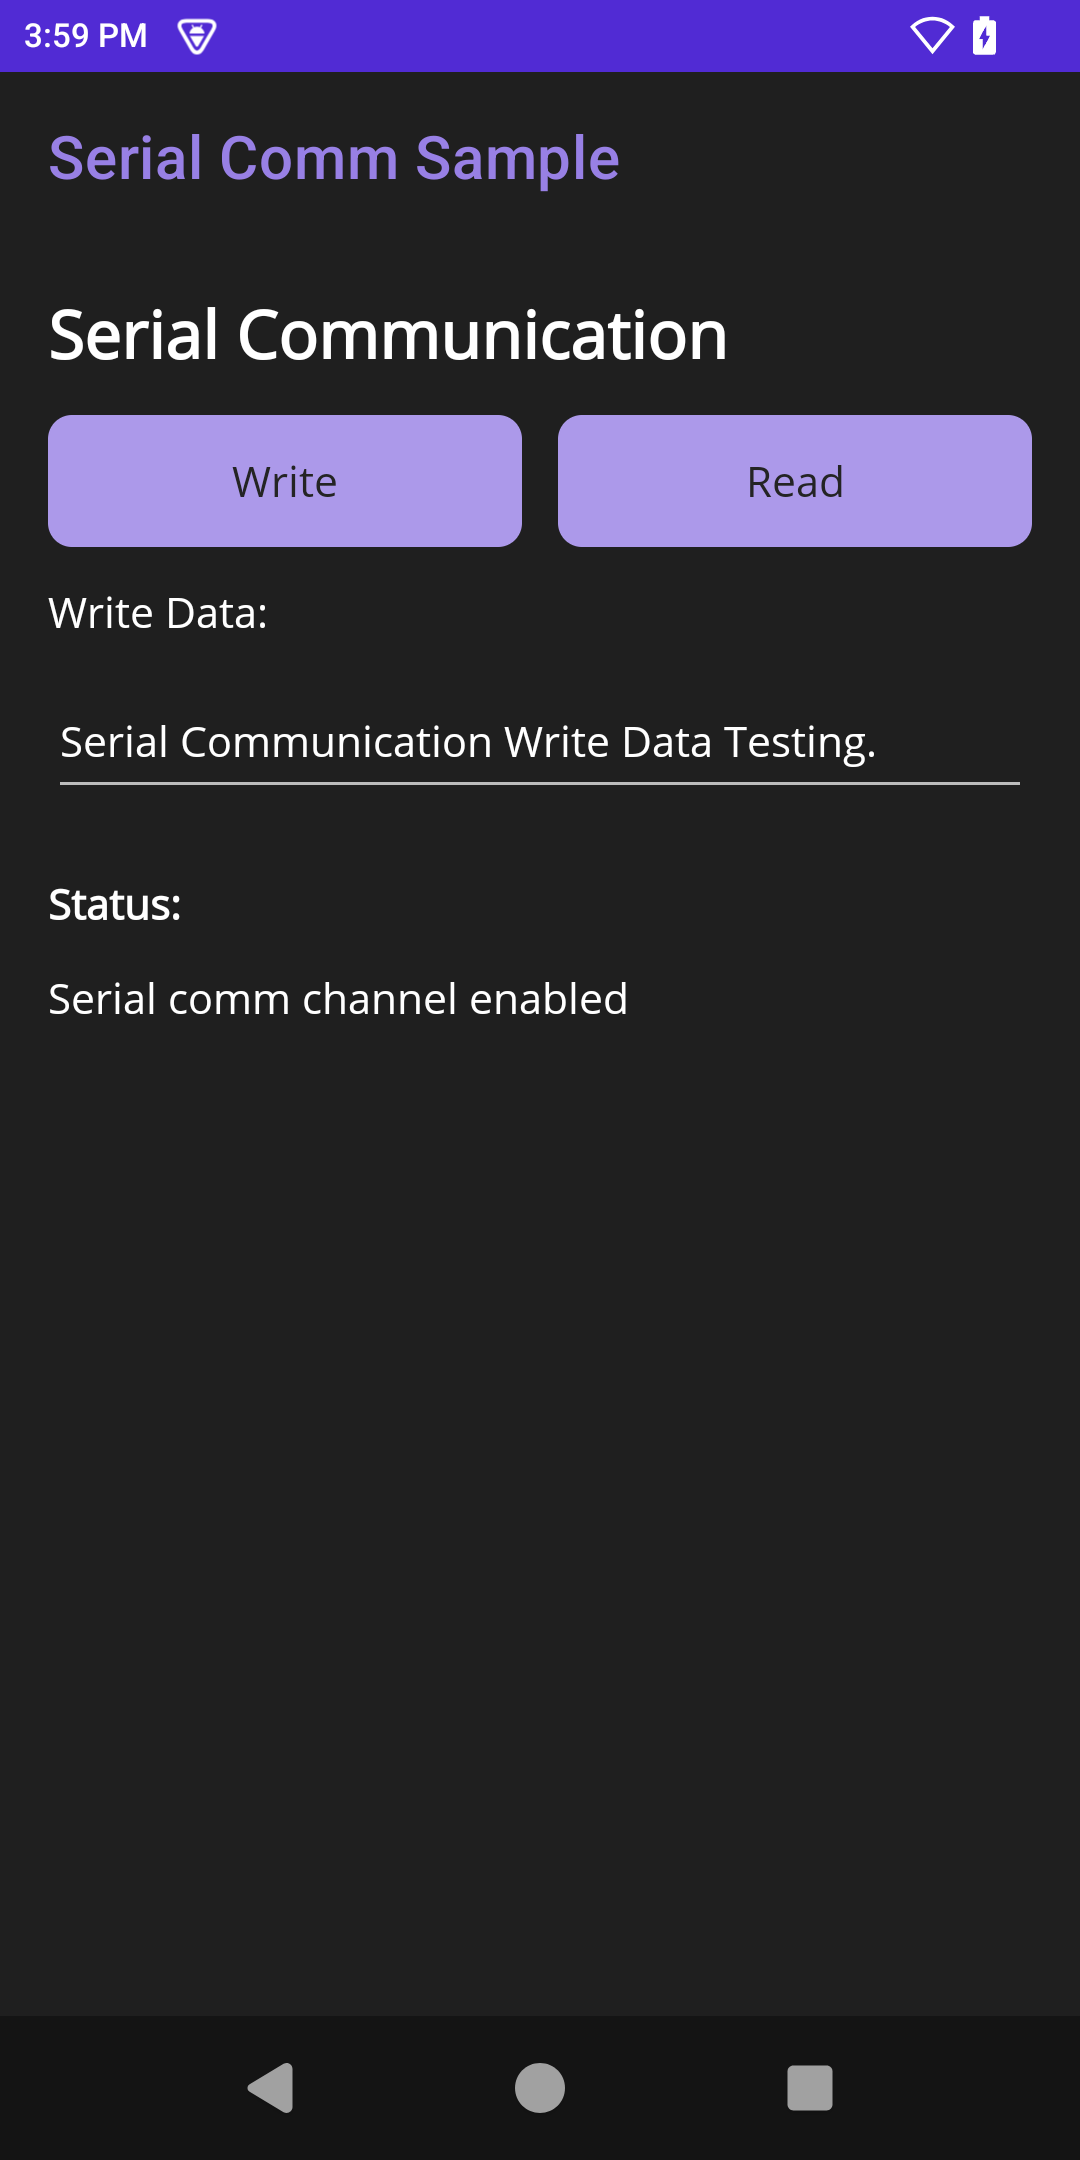 3:59 PM
Serial Comm Sample
Serial Communication
Write
Read
Write Data:
Serial Communication Write Data Testing.
Status:
Serial comm channel enabled